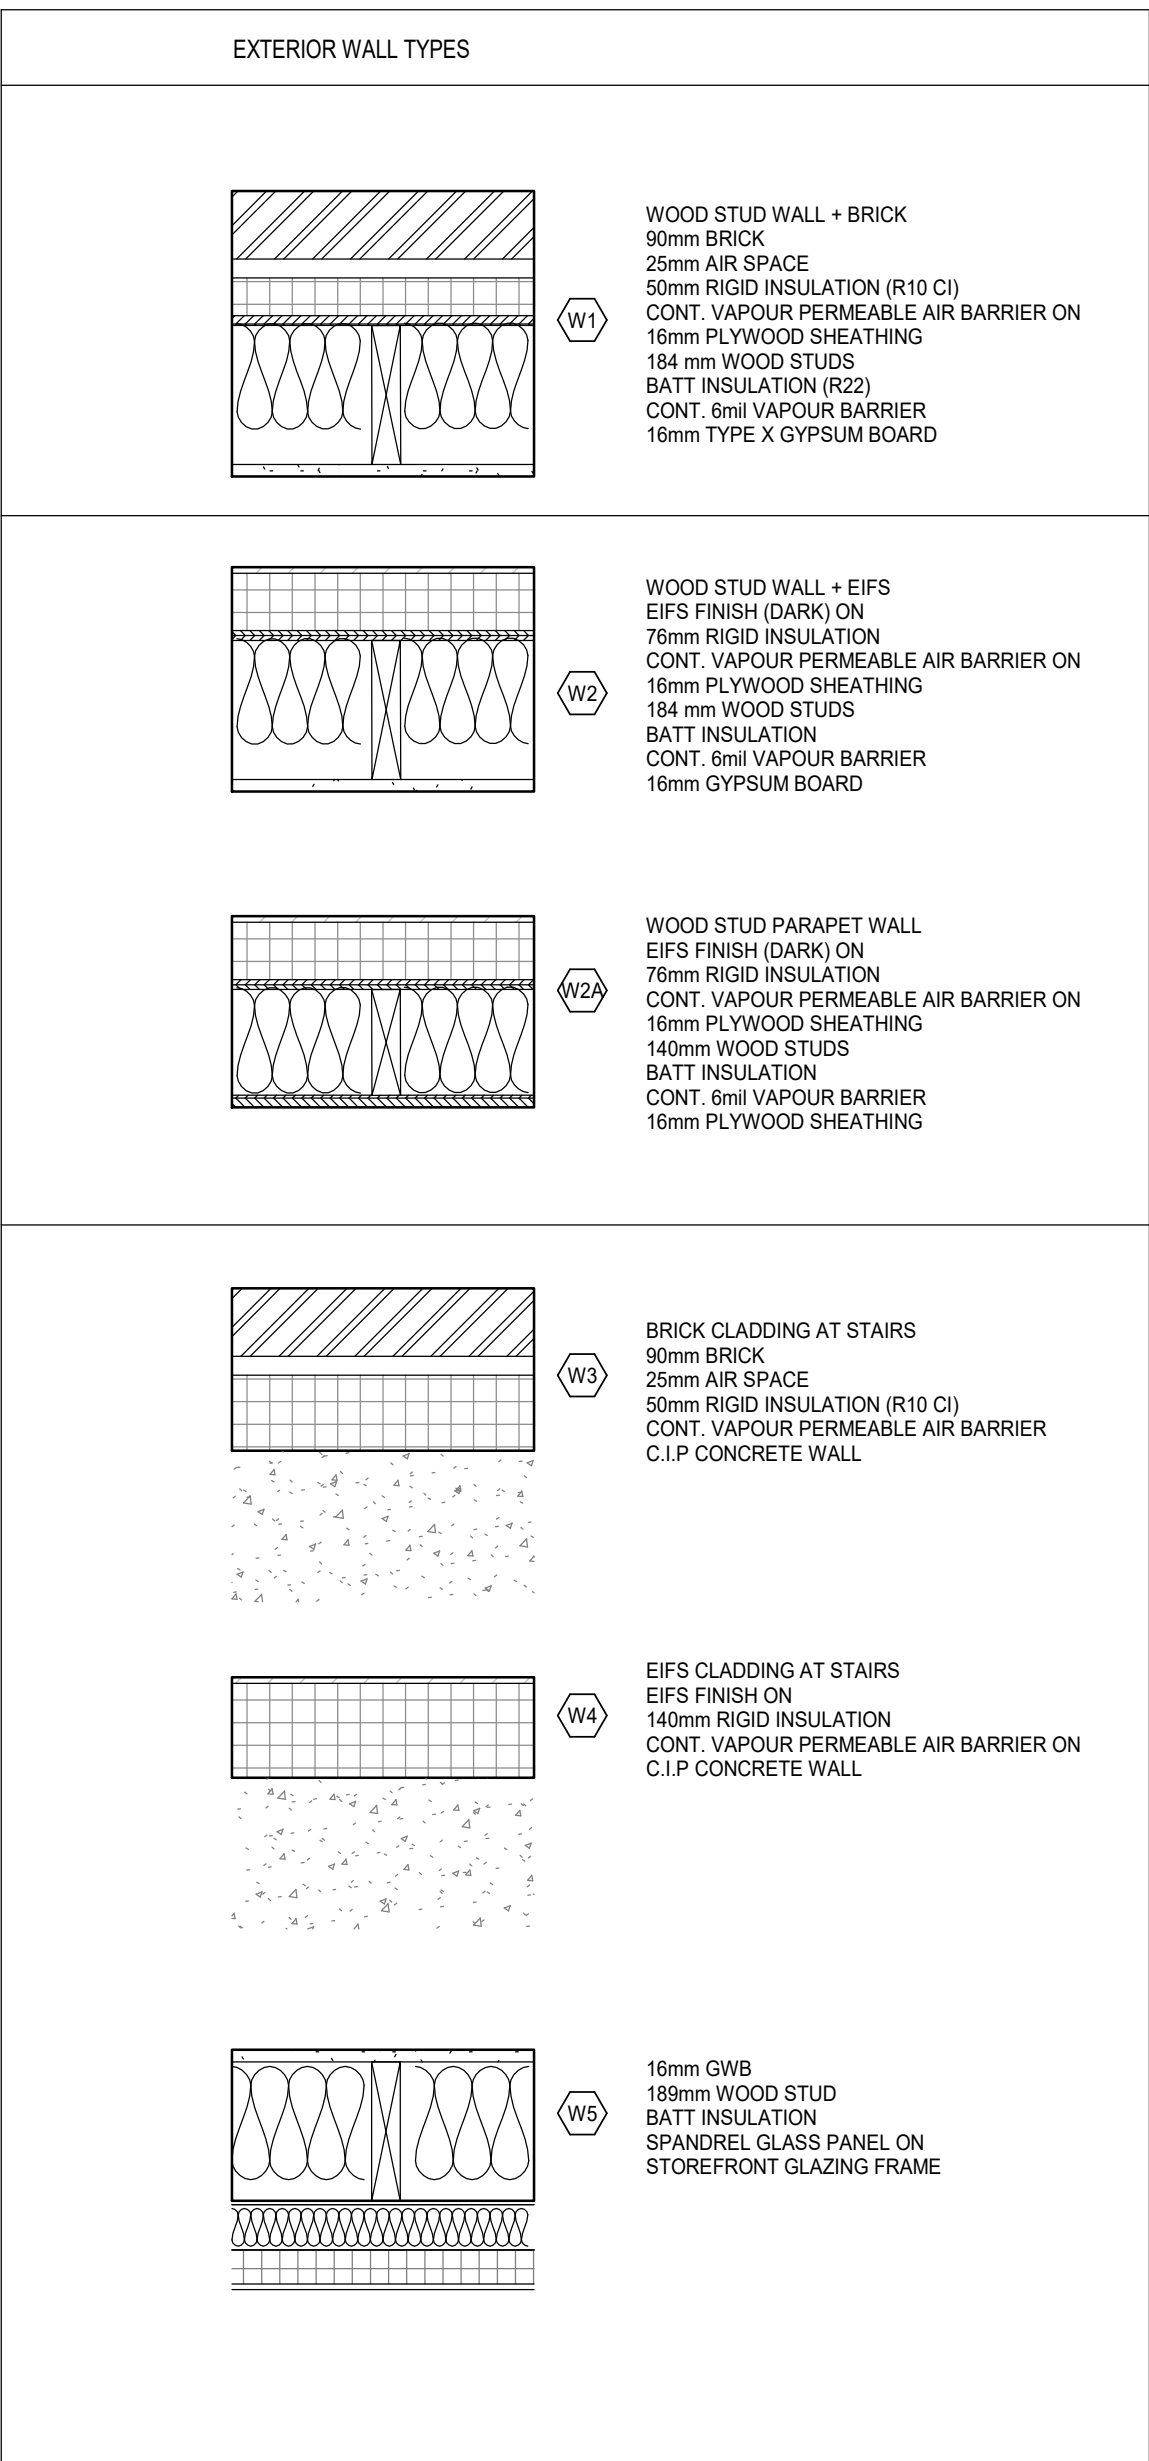 EXTERIOR WALL TYPES
W1
WOOD STUD WALL + BRICK
90mm BRICK
25mm AIR SPACE
50mm RIGID INSULATION (R10 CI)
CONT. VAPOUR PERMEABLE AIR BARRIER ON
16mm PLYWOOD SHEATHING
184 mm WOOD STUDS
BATT INSULATION (R22)
CONT. 6mil VAPOUR BARRIER
16mm TYPE X GYPSUM BOARD
W2
WOOD STUD WALL + EIFS
EIFS FINISH (DARK) ON
76mm RIGID INSULATION
CONT. VAPOUR PERMEABLE AIR BARRIER ON
16mm PLYWOOD SHEATHING
184 mm WOOD STUDS
BATT INSULATION
CONT. 6mil VAPOUR BARRIER
16mm GYPSUM BOARD
W2A
WOOD STUD PARAPET WALL
EIFS FINISH (DARK) ON
76mm RIGID INSULATION
CONT. VAPOUR PERMEABLE AIR BARRIER ON
16mm PLYWOOD SHEATHING
140mm WOOD STUDS
BATT INSULATION
CONT. 6mil VAPOUR BARRIER
16mm PLYWOOD SHEATHING
W3
BRICK CLADDING AT STAIRS
90mm BRICK
25mm AIR SPACE
50mm RIGID INSULATION (R10 CI)
CONT. VAPOUR PERMEABLE AIR BARRIER
C.I.P CONCRETE WALL
W4
EIFS CLADDING AT STAIRS
EIFS FINISH ON
140mm RIGID INSULATION
CONT. VAPOUR PERMEABLE AIR BARRIER ON
C.I.P CONCRETE WALL
W5
16mm GWB
189mm WOOD STUD
BATT INSULATION
SPANDREL GLASS PANEL ON
STOREFRONT GLAZING FRAME